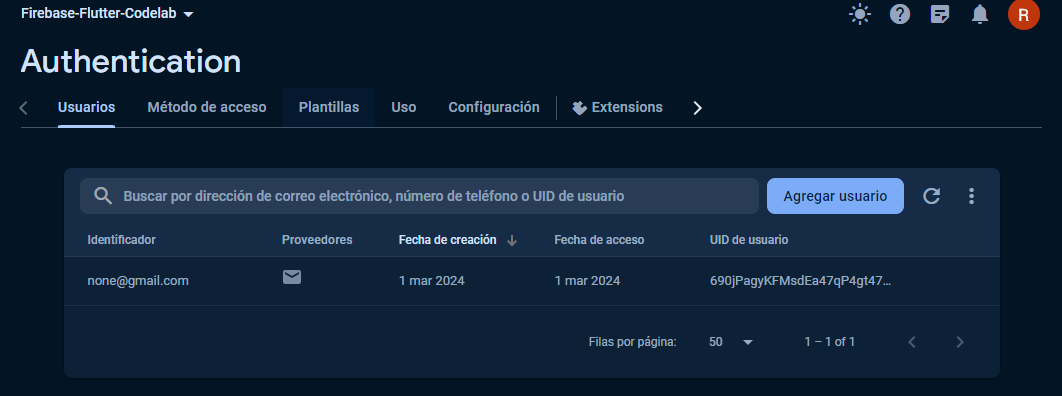 Firebase-Flutter-Codelab
R
Authentication
Usuarios Método de acceso Plantillas Uso Configuración Extensions
Buscar por dirección de correo electrónico, número de teléfono o UID de usuario Agregar usuario
Identificador Proveedores Fecha de creación Fecha de acceso UID de usuario
none@gmail.com 1 mar 2024 1 mar 2024 690jPagyKFMsdEa47qP4gt47...
Filas por página: 50 1 – 1 of 1